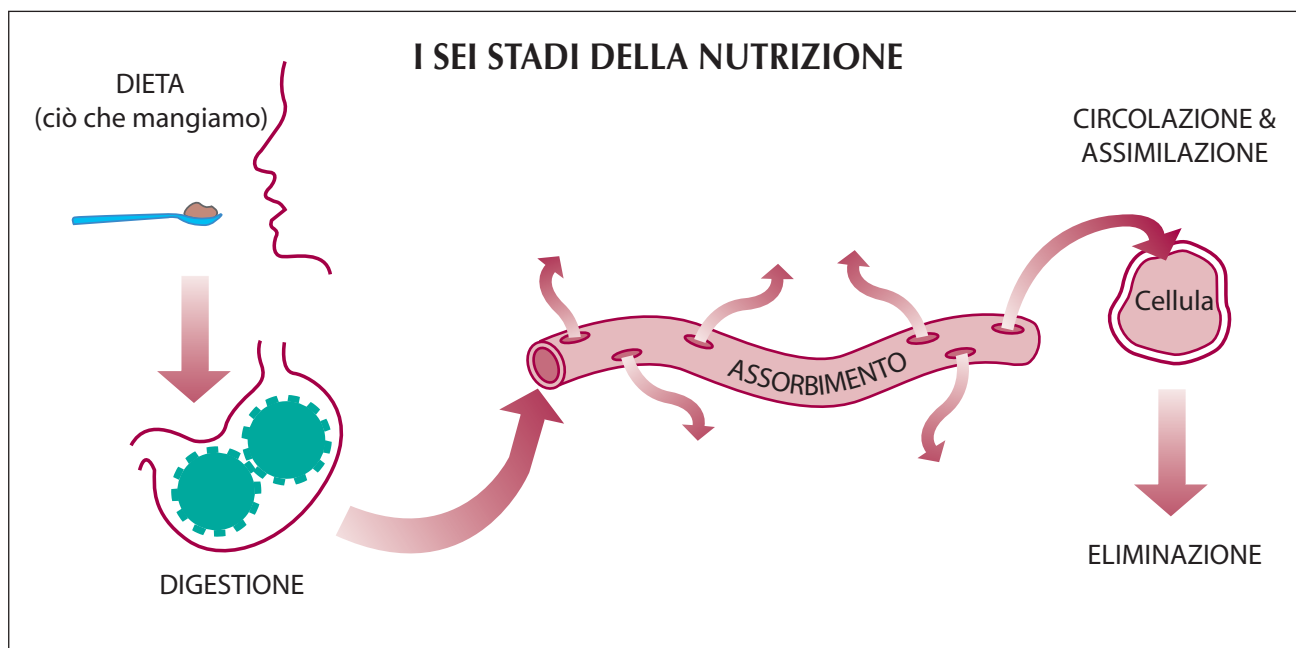 I SEI STADI DELLA NUTRIZIONE
DIETA
(ciò che mangiamo)
DIGESTIONE
ASSORBIMENTO
CIRCOLAZIONE &
ASSIMILAZIONE
Cellula
ELIMINAZIONE